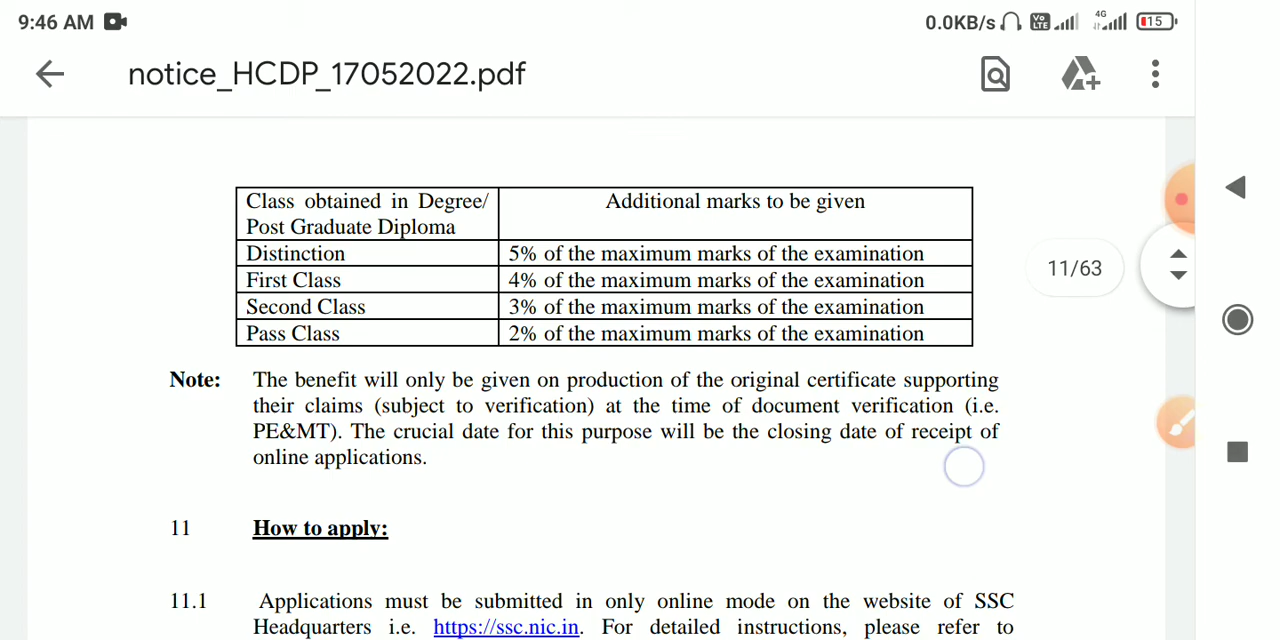 9:46 AM
0.0KB/s Vo LTE 4G 15
notice_HCDP_17052022.pdf
Class obtained in Degree/ Additional marks to be given
Post Graduate Diploma
Distinction 5% of the maximum marks of the examination
First Class 4% of the maximum marks of the examination
Second Class 3% of the maximum marks of the examination
Pass Class 2% of the maximum marks of the examination
11/63
Note: The benefit will only be given on production of the original certificate supporting
their claims (subject to verification) at the time of document verification (i.e.
PE&MT). The crucial date for this purpose will be the closing date of receipt of
online applications.
11 How to apply:
11.1 Applications must be submitted in only online mode on the website of SSC
Headquarters i.e. https://ssc.nic.in. For detailed instructions, please refer to